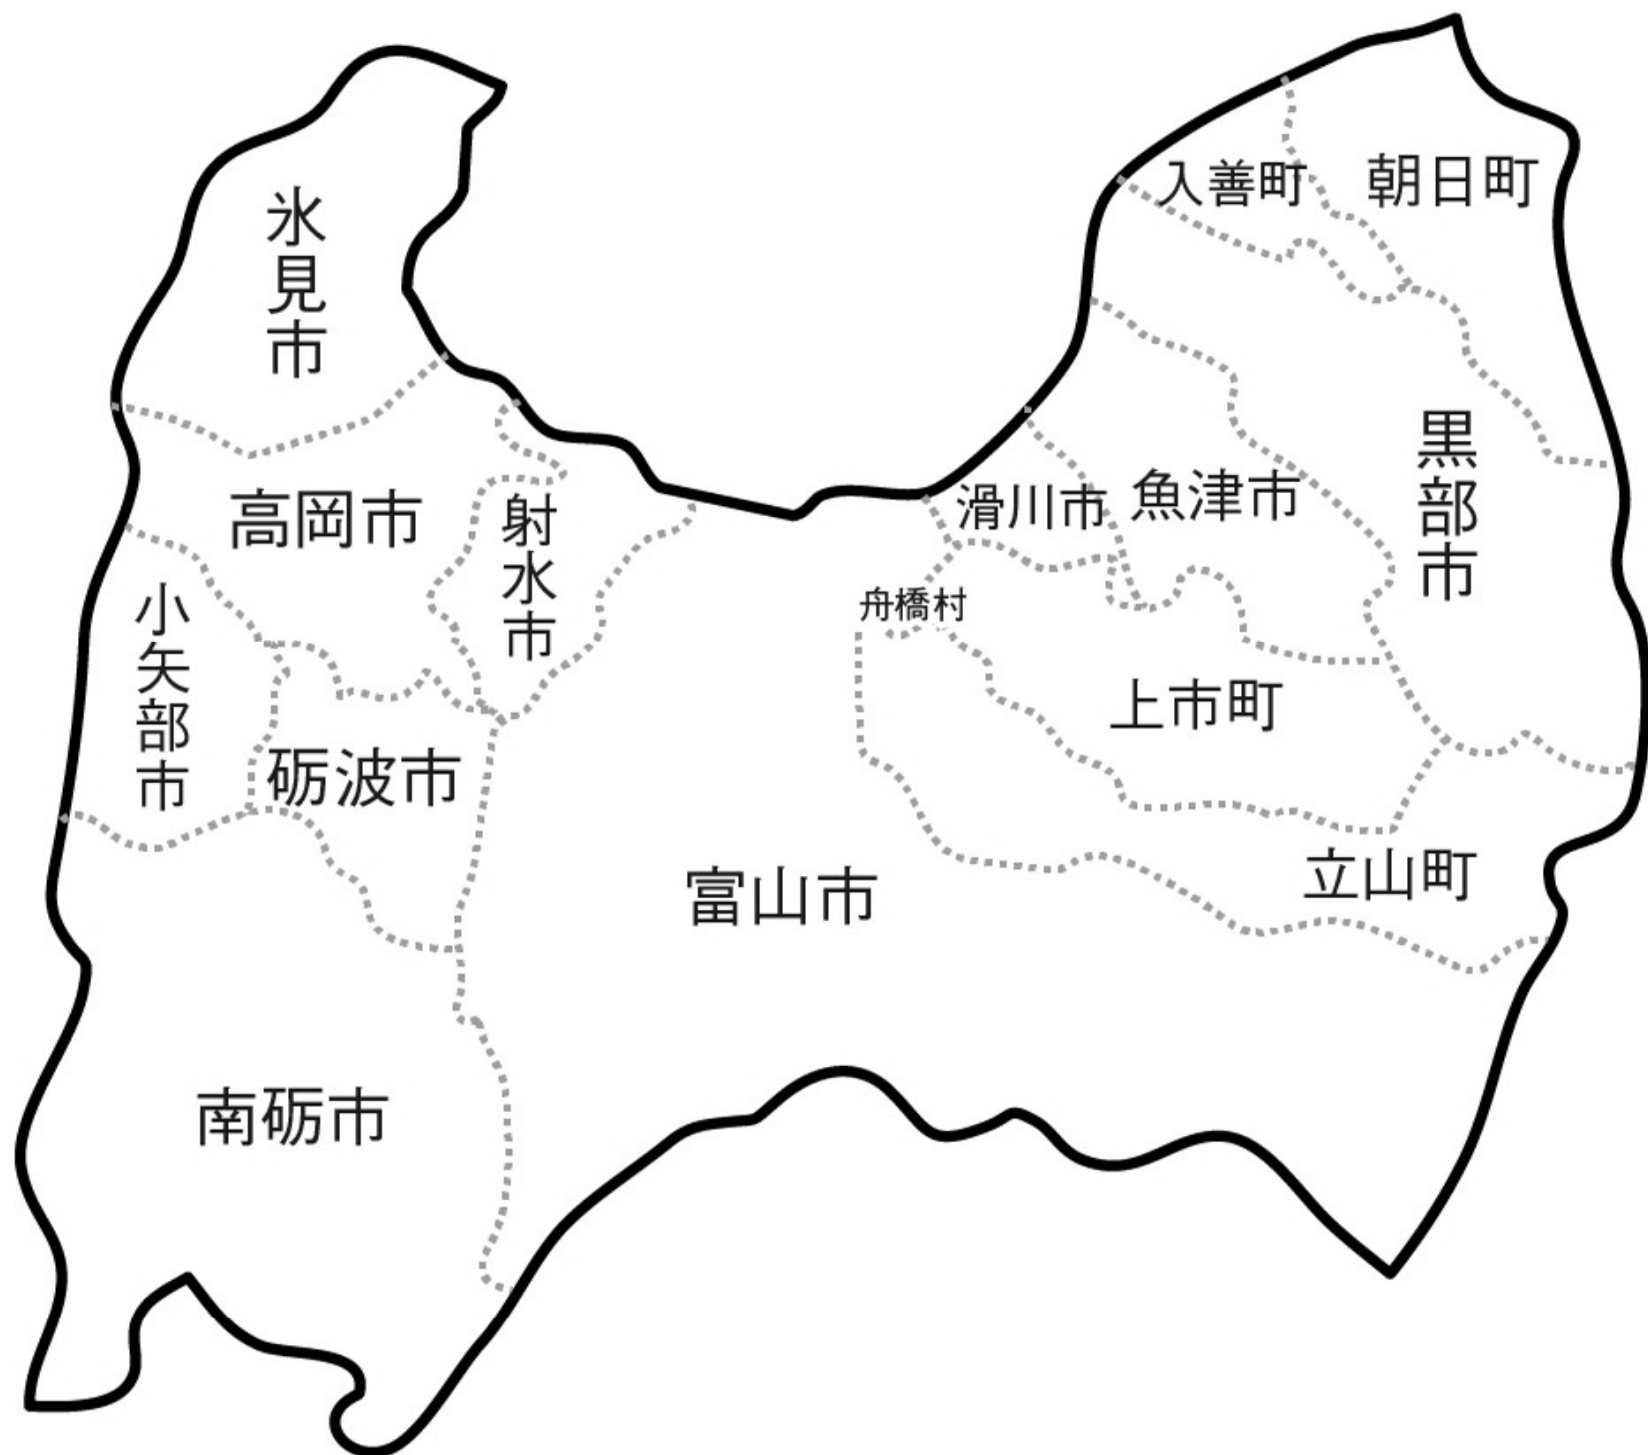 入善町
朝日町
氷見市
黒部市
魚津市
滑川市
高岡市
射水市
舟橋村
小矢部市
上市町
砺波市
立山町
富山市
南砺市